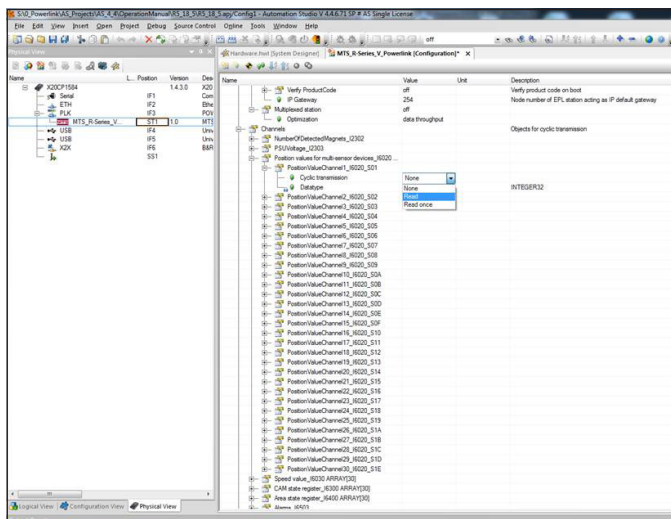 S:\0_Powerlink\AS_Projects\AS_4_4\OperationManual\RS_18_5\RS_18_5.apj/Config1 - Automation Studio V 4.4.6.71 SP # AS Single License
File Edit View Insert Open Project Debug Source Control Online Tools Window Help
off
Physical View
Hardware.hwl [System Designer] MTS_R-Series_V_Powerlink [Configuration]* X
Name L... Position Version
X20CP1584 1.4.3.0 X20
Serial IF1
ETH IF2
PLK IF3
MTS_R-Series_V... ST1 1.0 MTS
USB IF4
USB IF5
X2X IF6 B&R
SS1
Name Value Unit Description
Verify ProductCode off Verify product code on boot
IP Gateway 254 Node number of EPL station acting as IP default gateway
Multiplexed station off
Optimization data throughput
Channels Objects for cyclic transmission
NumberOfDetectedMagnets_I2302
PSUVoltage_I2303
Position values for multi-sensor devices_I6020 ...
PositionValueChannel1_I6020_S01
Cyclic transmission None
Datatype INTEGER32
None
Read
Read once
PositionValueChannel2_I6020_S02
PositionValueChannel3_I6020_S03
PositionValueChannel4_I6020_S04
PositionValueChannel5_I6020_S05
PositionValueChannel6_I6020_S06
PositionValueChannel7_I6020_S07
PositionValueChannel8_I6020_S08
PositionValueChannel9_I6020_S09
PositionValueChannel10_I6020_S0A
PositionValueChannel11_I6020_S0B
PositionValueChannel12_I6020_S0C
PositionValueChannel13_I6020_S0D
PositionValueChannel14_I6020_S0E
PositionValueChannel15_I6020_S0F
PositionValueChannel16_I6020_S10
PositionValueChannel17_I6020_S11
PositionValueChannel18_I6020_S12
PositionValueChannel19_I6020_S13
PositionValueChannel20_I6020_S14
PositionValueChannel21_I6020_S15
PositionValueChannel22_I6020_S16
PositionValueChannel23_I6020_S17
PositionValueChannel24_I6020_S18
PositionValueChannel25_I6020_S19
PositionValueChannel26_I6020_S1A
PositionValueChannel27_I6020_S1B
PositionValueChannel28_I6020_S1C
PositionValueChannel29_I6020_S1D
PositionValueChannel30_I6020_S1E
Speed value_I6030 ARRAY[30]
CAM state register_I6300 ARRAY[30]
Area state register_I6400 ARRAY[30]
Alarms_I6503
Logical View Configuration View Physical View